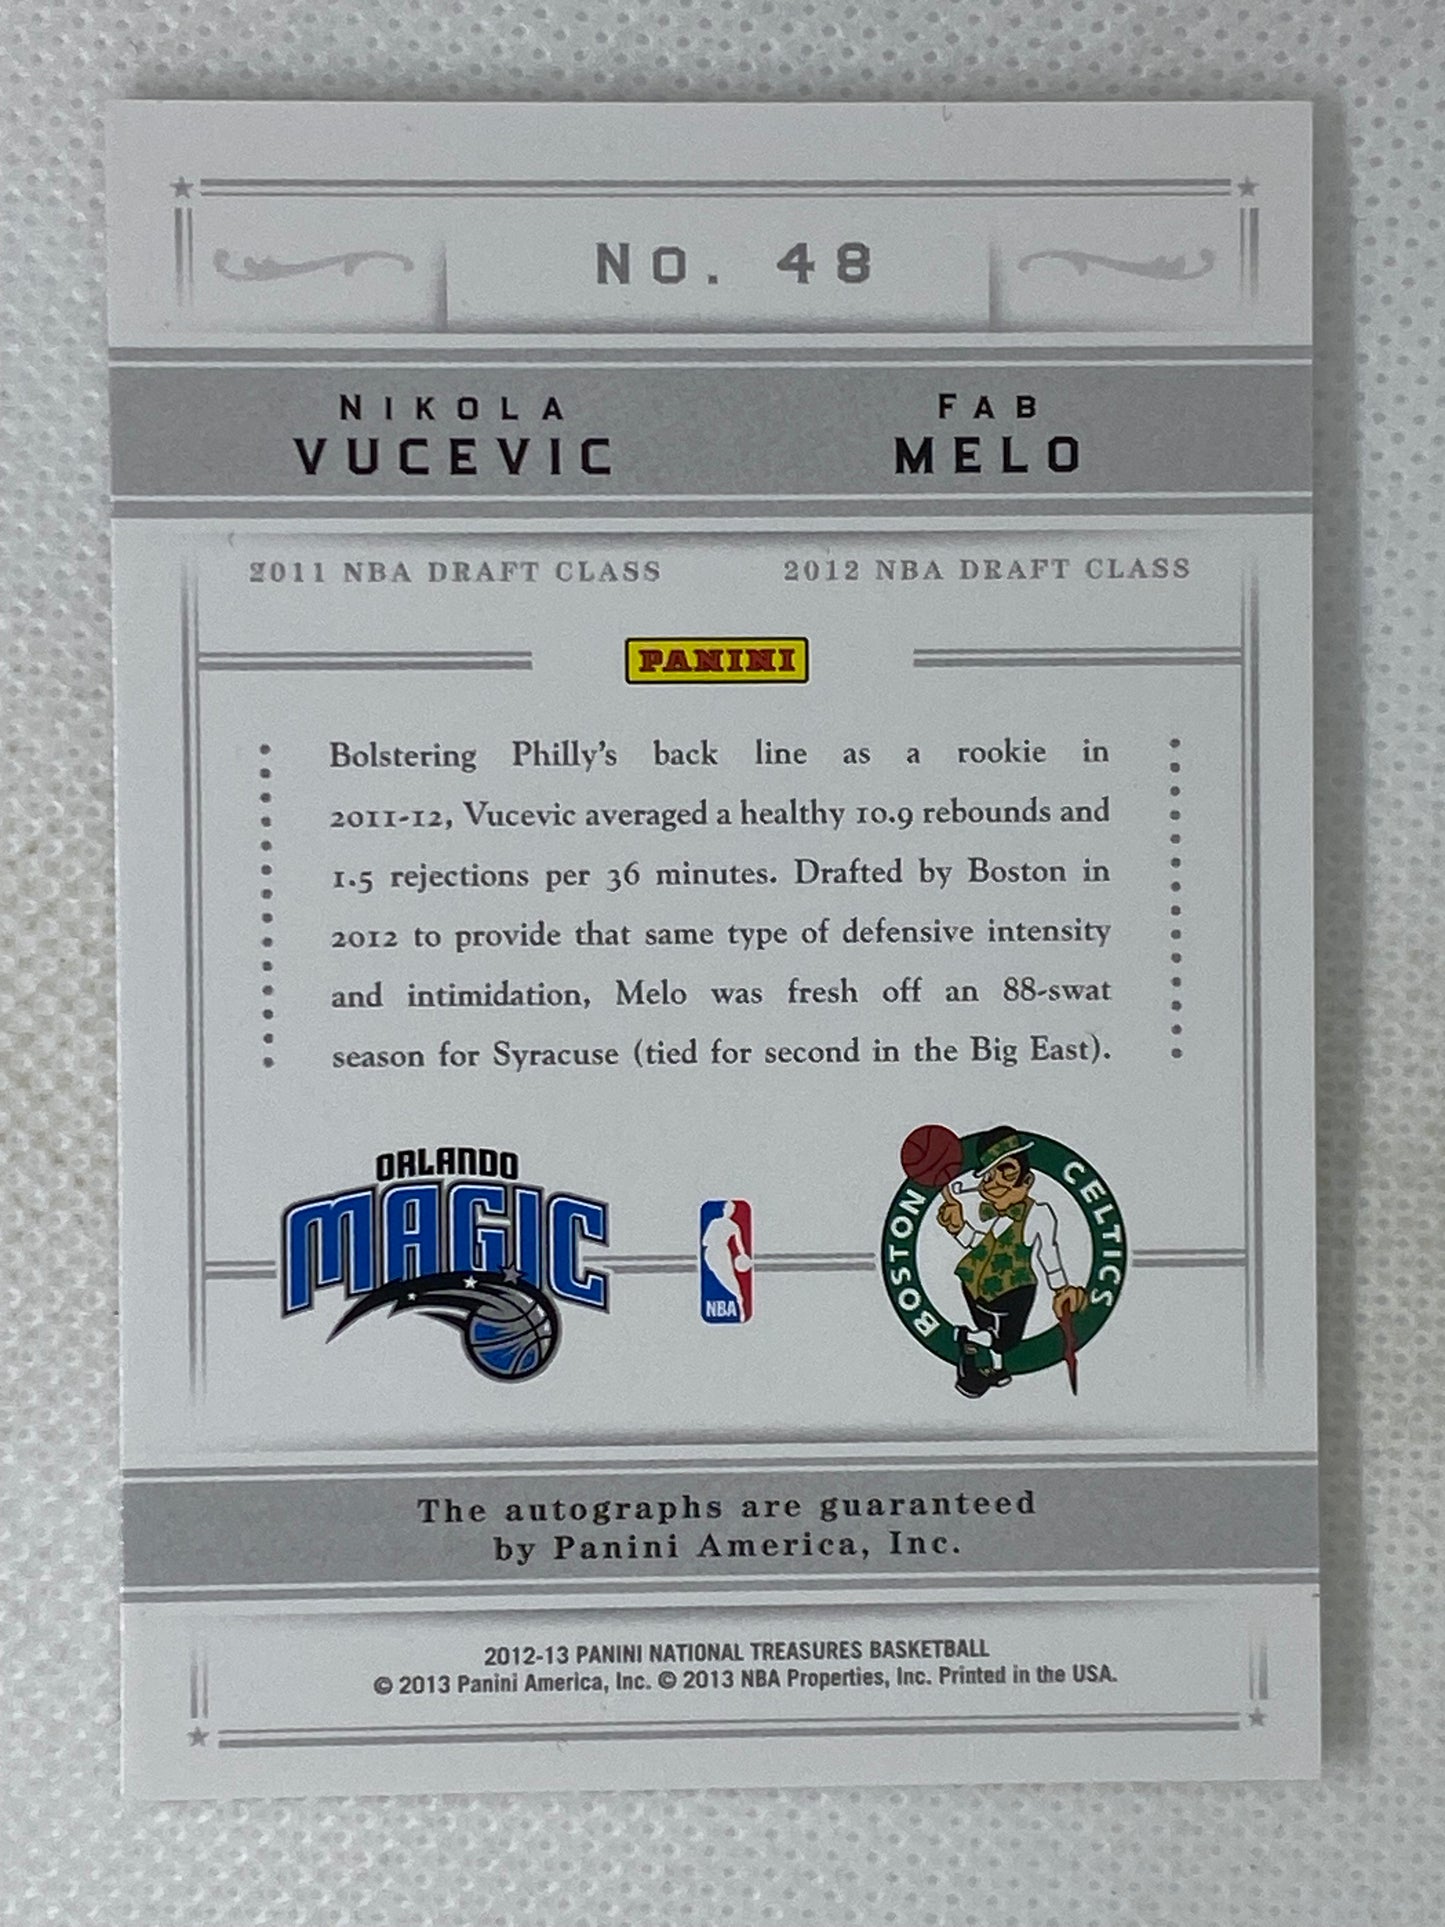 NO. 48
NIKOLA
VUCEVIC
FAB
MELO
2011 NBA DRAFT CLASS
2012 NBA DRAFT CLASS
PANINI
Bolstering Philly's back line as a rookie in
2011-12, Vucevic averaged a healthy 10.9 rebounds and
1.5 rejections per 36 minutes. Drafted by Boston in
2012 to provide that same type of defensive intensity
and intimidation, Melo was fresh off an 88-swat
season for Syracuse (tied for second in the Big East).
ORLANDO
MAGIC
NBA
BOSTON
CELTICS
The autographs are guaranteed
by Panini America, Inc.
2012-13 PANINI NATIONAL TREASURES BASKETBALL
© 2013 Panini America, Inc. © 2013 NBA Properties, Inc. Printed in the USA.